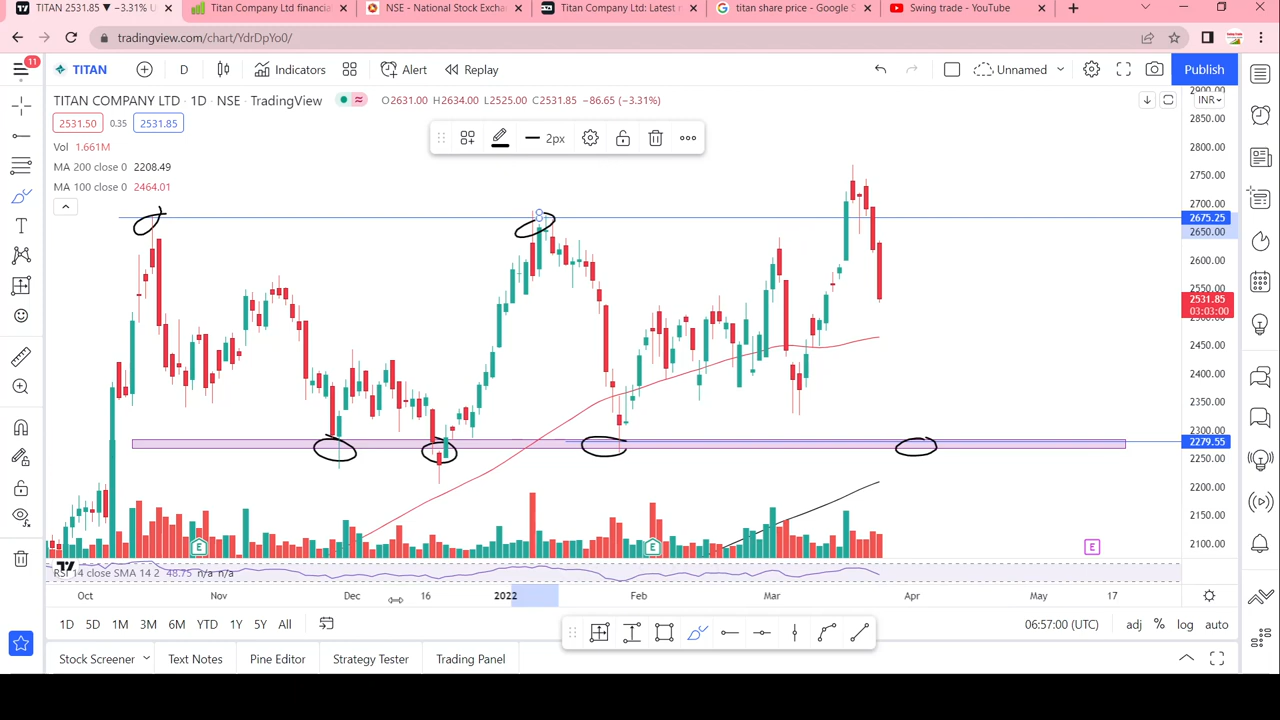 TITAN 2531.85 ▼ −3.31% U
Titan Company Ltd financia
NSE - National Stock Exchan
Titan Company Ltd: Latest n
titan share price - Google S
Swing trade - YouTube
tradingview.com/chart/YdrDpYo0/
11
TITAN
D
Indicators
Alert
Replay
Unnamed
Publish
TITAN COMPANY LTD · 1D · NSE · TradingView
O2631.00 H2634.00 L2525.00 C2531.85 −86.65 (−3.31%)
INR
2531.50
0.35
2531.85
Vol 1.661M
MA 200 close 0 2208.49
MA 100 close 0 2464.01
2px
2900.00
2850.00
2800.00
2750.00
2700.00
2675.25
2650.00
2600.00
2550.00
2531.85
03:03:00
2500.00
2450.00
2400.00
2350.00
2300.00
2279.55
2250.00
2200.00
2150.00
2100.00
E
E
E
RSI 14 close SMA 14 2 48.75 n/a n/a
Oct
Nov
Dec
16
2022
Feb
Mar
Apr
May
17
1D
5D
1M
3M
6M
YTD
1Y
5Y
All
06:57:00 (UTC)
adj
%
log
auto
Stock Screener
Text Notes
Pine Editor
Strategy Tester
Trading Panel